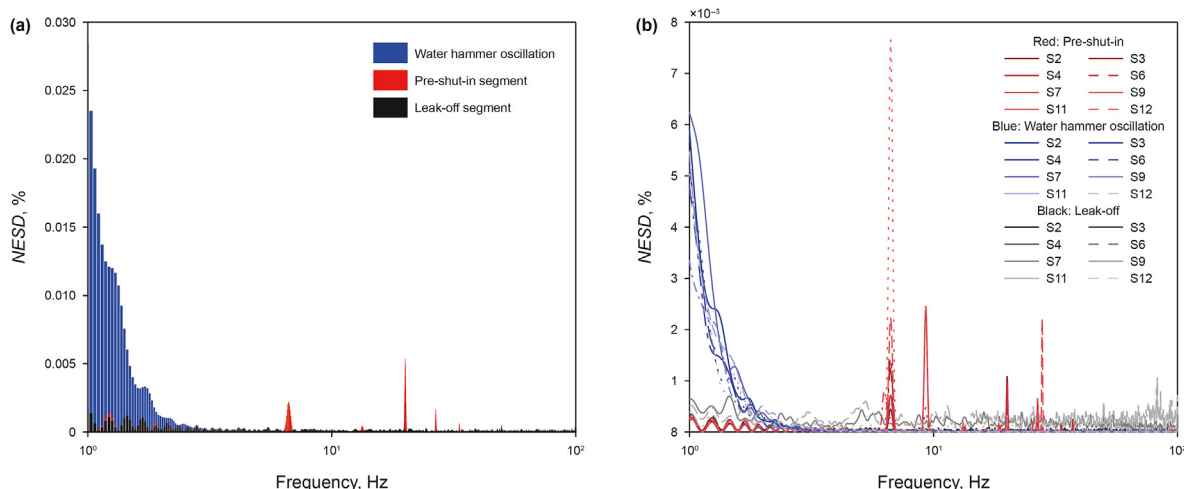 (a)
0.030
0.025
0.020
0.015
0.010
0.005
0
NESD, %
Water hammer oscillation
Pre-shut-in segment
Leak-off segment
10⁰
10¹
10²
Frequency, Hz
(b)
×10⁻³
8
7
6
5
4
3
2
1
8
NESD, %
Red: Pre-shut-in
S2 S3
S4 S6
S7 S9
S11 S12
Blue: Water hammer oscillation
S2 S3
S4 S6
S7 S9
S11 S12
Black: Leak-off
S2 S3
S4 S6
S7 S9
S11 S12
10⁰
10¹
10²
Frequency, Hz